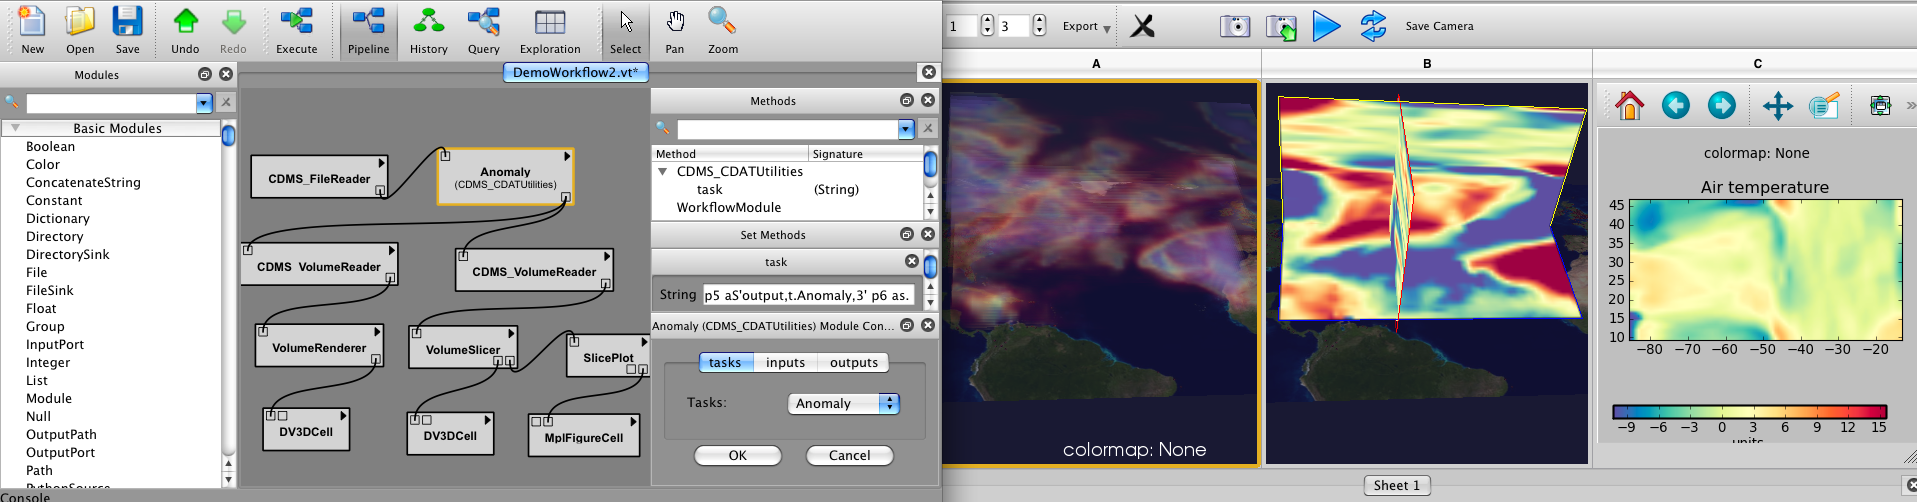 New Open Save Undo Redo Execute Pipeline History Query Exploration Select Pan Zoom
Modules
DemoWorkflow2.vt*
Basic Modules
Boolean
Color
ConcatenateString
Constant
Dictionary
Directory
DirectorySink
File
FileSink
Float
Group
InputPort
Integer
List
Module
Null
OutputPath
OutputPort
Path
PythonSource
Console
CDMS_FileReader
Anomaly
(CDMS_CDATUtilities)
CDMS VolumeReader
CDMS_VolumeReader
VolumeRenderer
VolumeSlicer
SlicePlot
DV3DCell
DV3DCell
MplFigureCell
Methods
Method Signature
CDMS_CDATUtilities
task (String)
WorkflowModule
Set Methods
task
String p5 aS'output,t.Anomaly,3' p6 as.
Anomaly (CDMS_CDATUtilities) Module Con...
tasks inputs outputs
Tasks: Anomaly
OK Cancel
1 3 Export Save Camera
A B C
colormap: None
colormap: None
Air temperature
45
40
35
30
25
20
15
10
−80 −70 −60 −50 −40 −30 −20
−9 −6 −3 0 3 6 9 12 15
units
Sheet 1